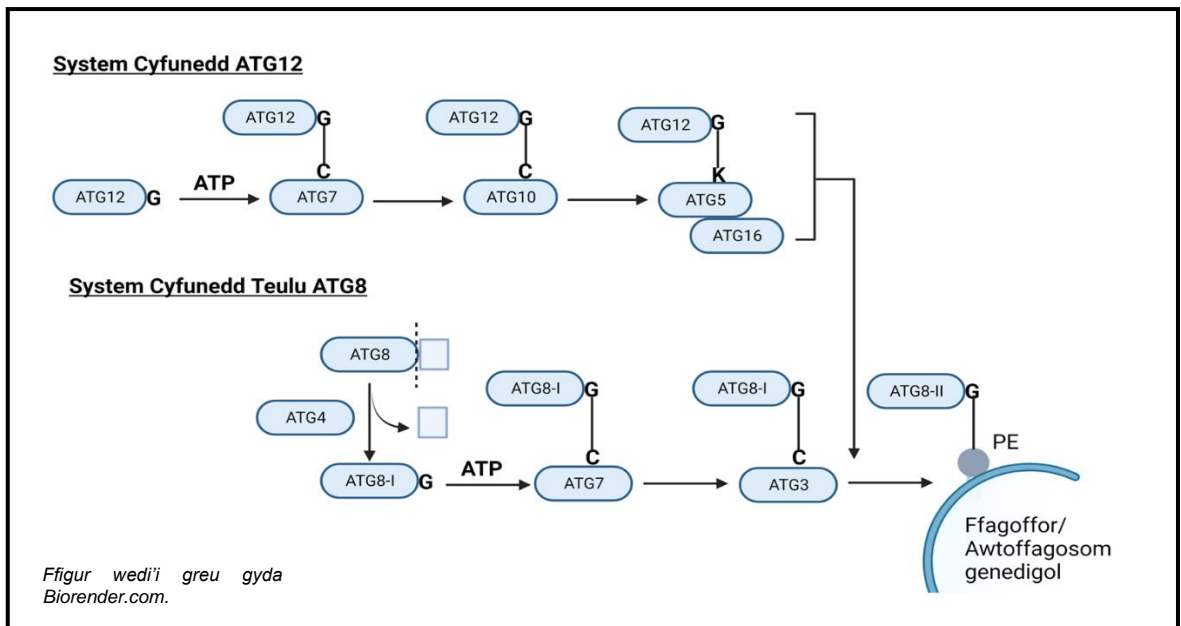 System Cyfunedd ATG12
ATG12 G
ATP
ATG12 G
C
ATG7
ATG12 G
C
ATG10
ATG12 G
K
ATG5
ATG16
System Cyfunedd Teulu ATG8
ATG8
ATG4
ATG8-I G
ATP
ATG8-I G
C
ATG7
ATG8-I G
C
ATG3
ATG8-II G
PE
Ffagoffor/
Awtoffagosom
genedigol
Ffigur wedi'i greu gyda
Biorender.com.